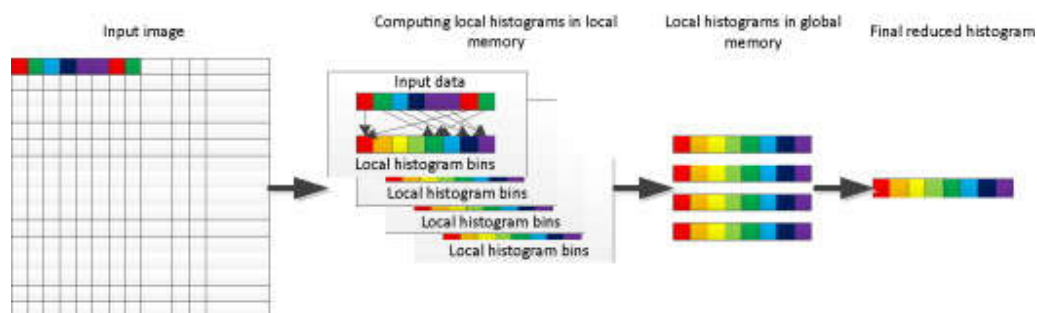 Input image
Computing local histograms in local
memory
Local histograms in global
memory
Final reduced histogram
Input data
Local histogram bins
Local histogram bins
Local histogram bins
Local histogram bins